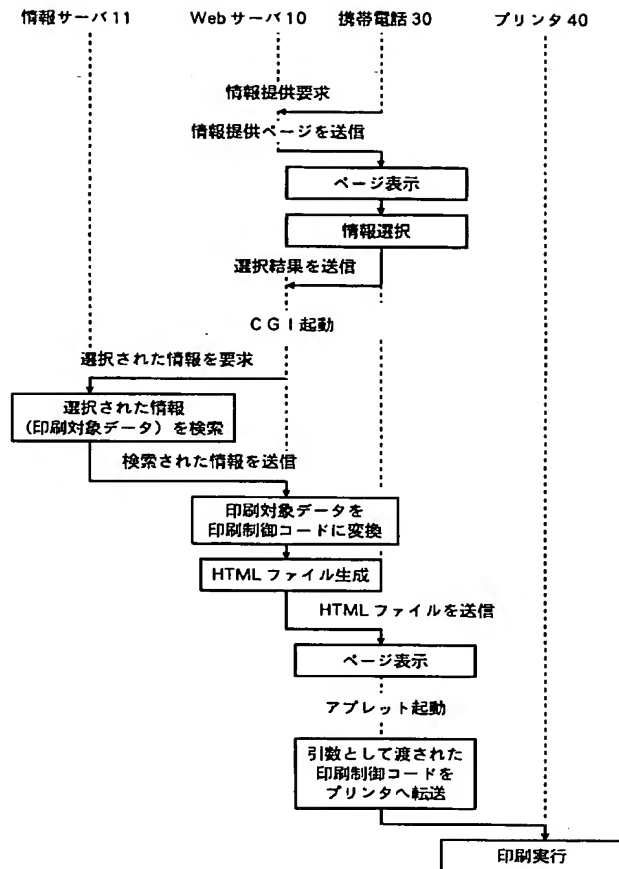 情報サーバ11 Webサーバ10 携帯電話30 プリンタ40
情報提供要求
情報提供ページを送信
ページ表示
情報選択
選択結果を送信
CGI起動
選択された情報を要求
選択された情報
(印刷対象データ)を検索
検索された情報を送信
印刷対象データを
印刷制御コードに変換
HTMLファイル生成
HTMLファイルを送信
ページ表示
アプレット起動
引数として渡された
印刷制御コードを
プリンタへ転送
印刷実行